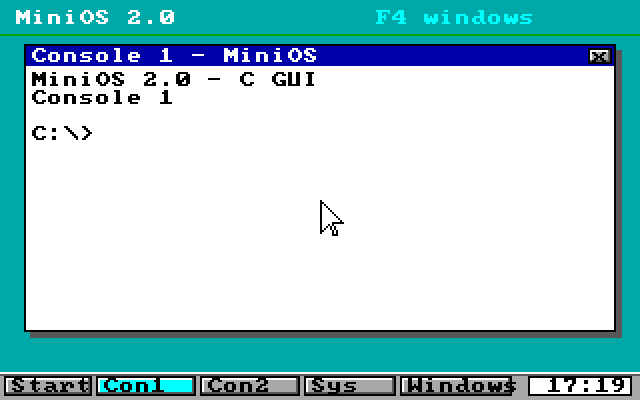 MiniOS 2.0 F4 windows
Console 1 - MiniOS
MiniOS 2.0 - C GUI
Console 1
C:\>
Start Con1 Con2 Sys Windows 17:19